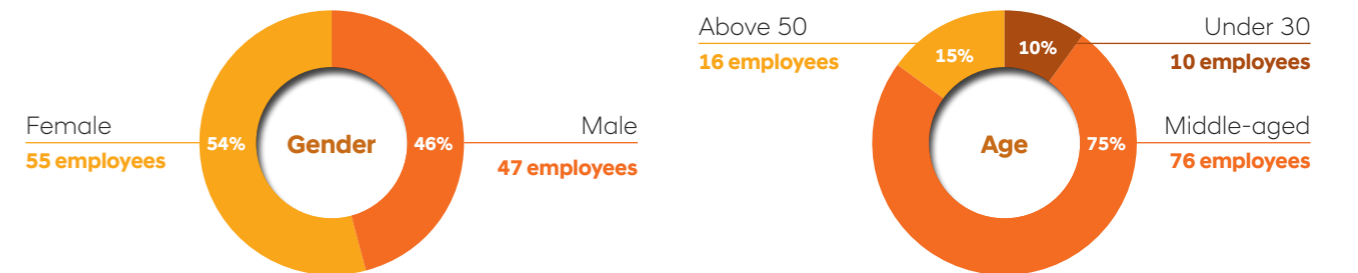 Female
55 employees
54%
Gender
46%
Male
47 employees
Above 50
16 employees
15%
10%
Under 30
10 employees
Age
75%
Middle-aged
76 employees